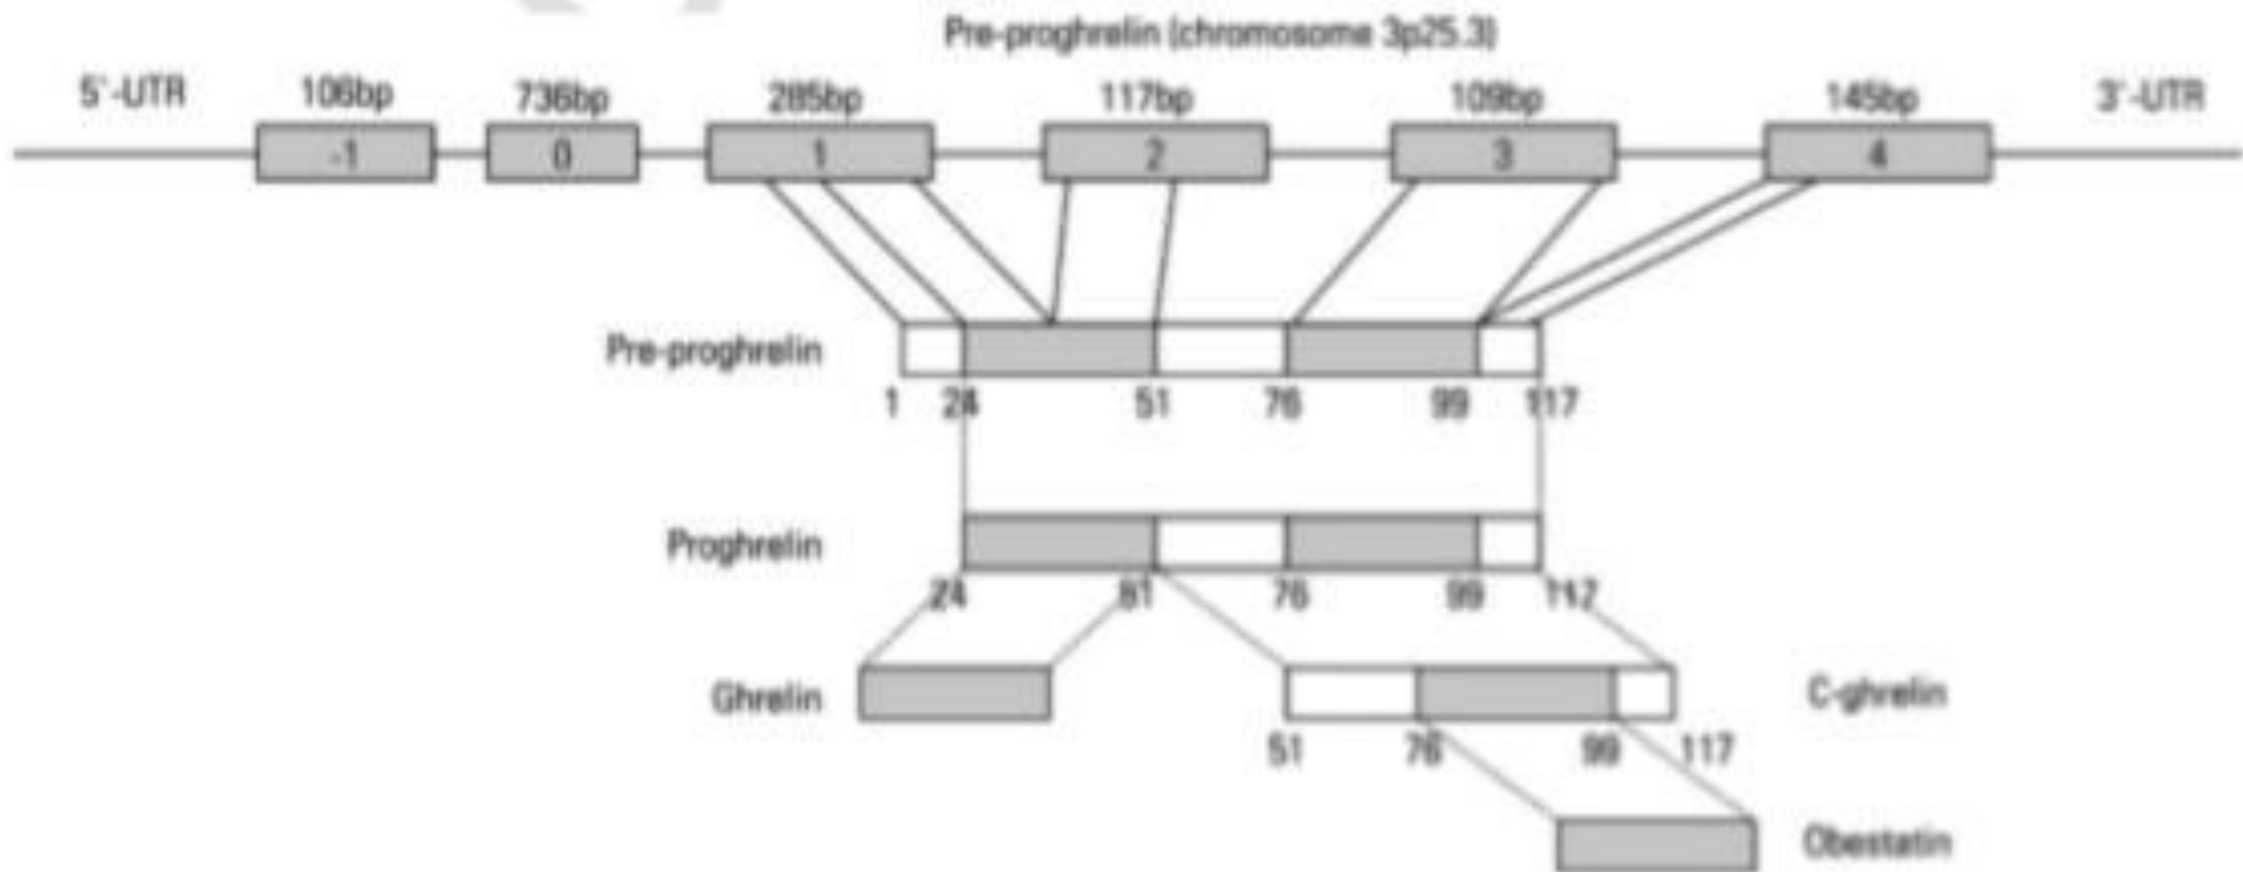 Pre-proghrelin (chromosome 3p25.3)
5'-UTR 106bp 736bp 285bp 117bp 109bp 145bp 3'-UTR
-1 0 1 2 3 4
Pre-proghrelin
1 24 51 76 99 117
Proghrelin
24 81 76 99 117
Ghrelin C-ghrelin
51 76 99 117
Obestatin